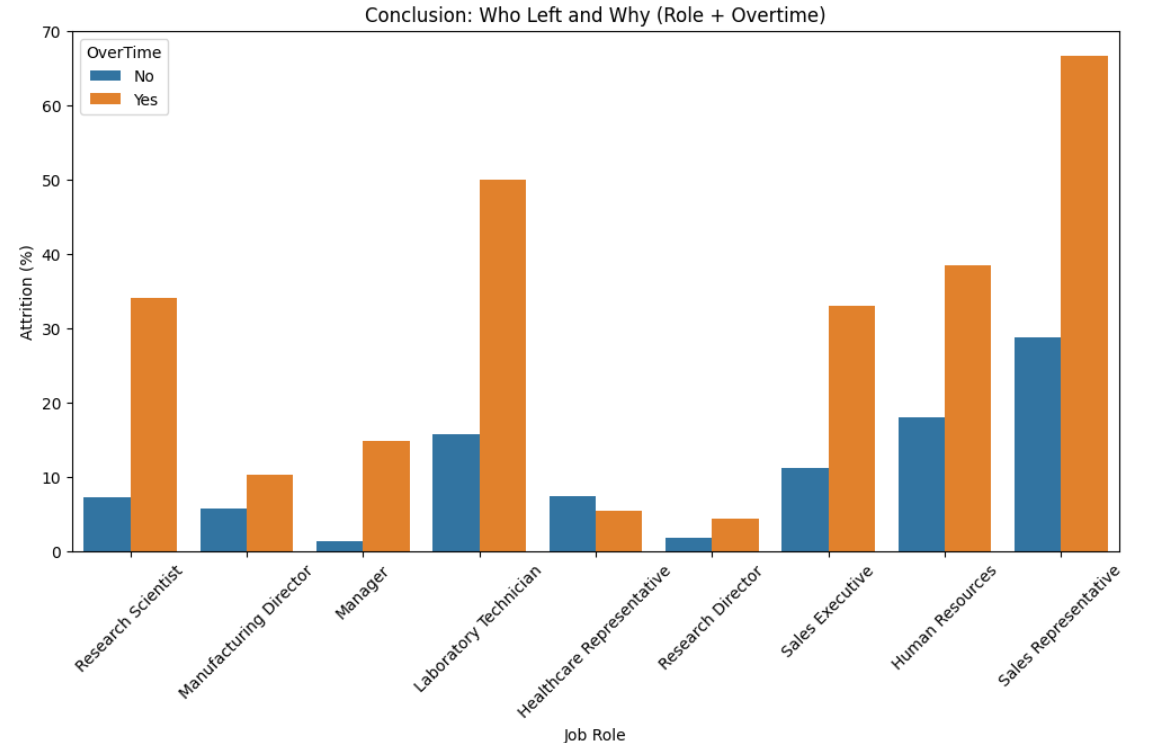 Conclusion: Who Left and Why (Role + Overtime)
OverTime
No
Yes
Attrition (%)
70
60
50
40
30
20
10
0
Research Scientist
Manufacturing Director
Manager
Laboratory Technician
Healthcare Representative
Research Director
Sales Executive
Human Resources
Sales Representative
Job Role